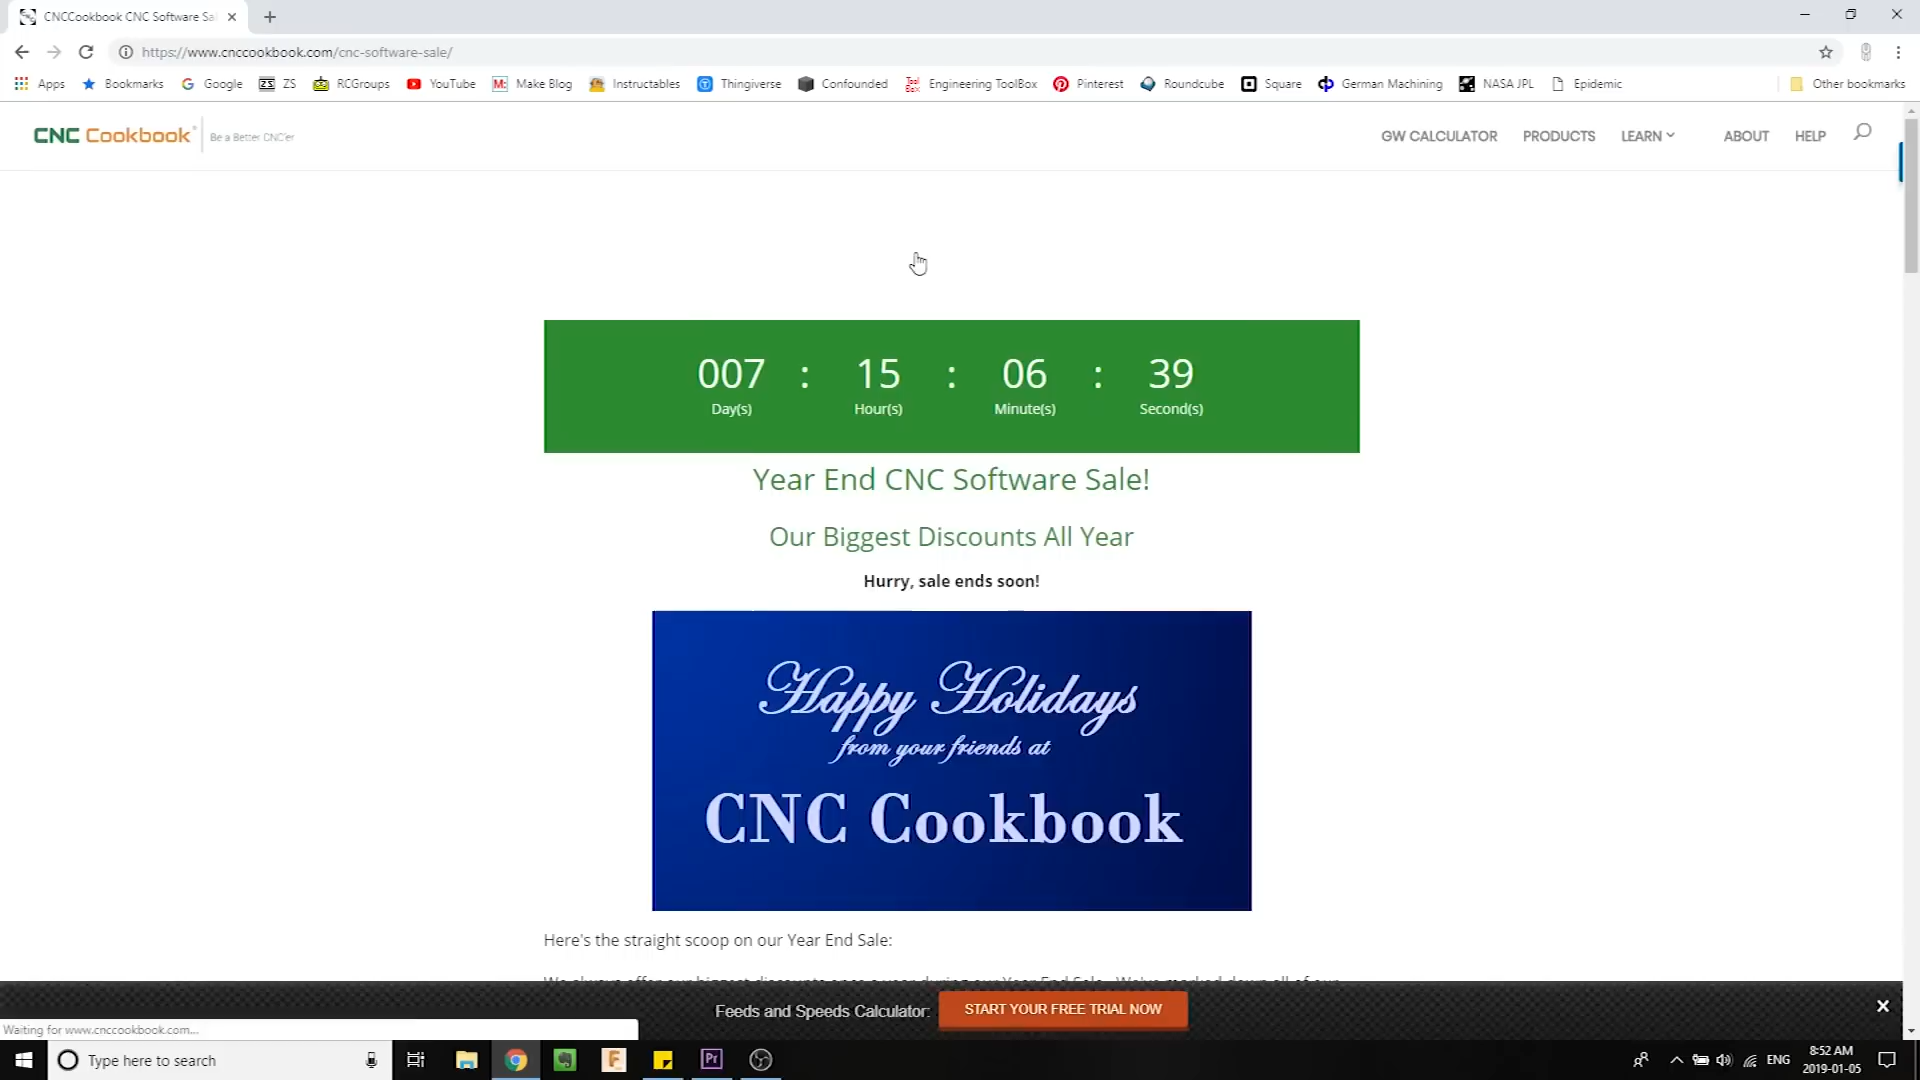 CNCCookbook CNC Software Sa
https://www.cnccookbook.com/cnc-software-sale/
Apps Bookmarks Google ZS RCGroups YouTube Make Blog Instructables Thingiverse Confounded Engineering ToolBox Pinterest Roundcube Square German Machining NASA JPL Epidemic Other bookmarks
CNC Cookbook Be a Better CNC'er GW CALCULATOR PRODUCTS LEARN ABOUT HELP
007 : 15 : 06 : 39
Day(s) Hour(s) Minute(s) Second(s)
Year End CNC Software Sale!
Our Biggest Discounts All Year
Hurry, sale ends soon!
Happy Holidays
from your friends at
CNC Cookbook
Here's the straight scoop on our Year End Sale:
Feeds and Speeds Calculator: START YOUR FREE TRIAL NOW
Waiting for www.cnccookbook.com...
Type here to search
ENG
8:52 AM
2019-01-05